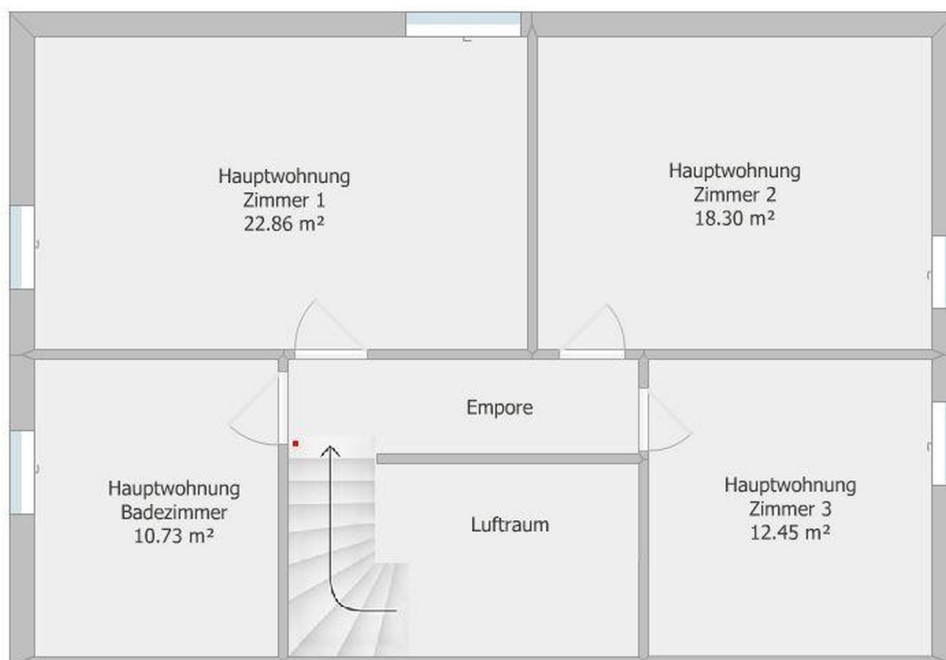 Hauptwohnung
Zimmer 1
22.86 m²
Hauptwohnung
Zimmer 2
18.30 m²
Empore
Hauptwohnung
Badezimmer
10.73 m²
Luftraum
Hauptwohnung
Zimmer 3
12.45 m²